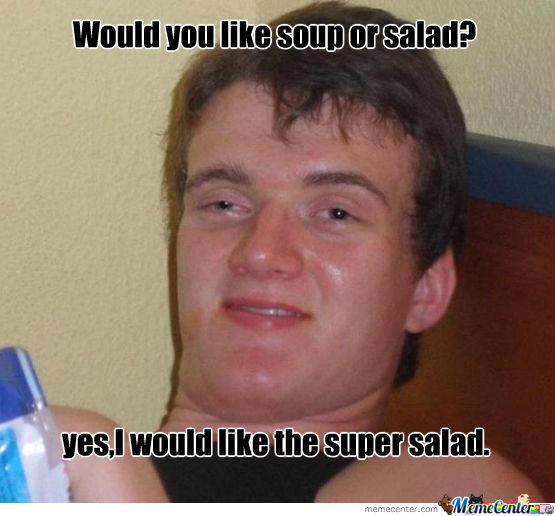 Would you like soup or salad?
yes,I would like the super salad.
memecenter.com MemeCenter